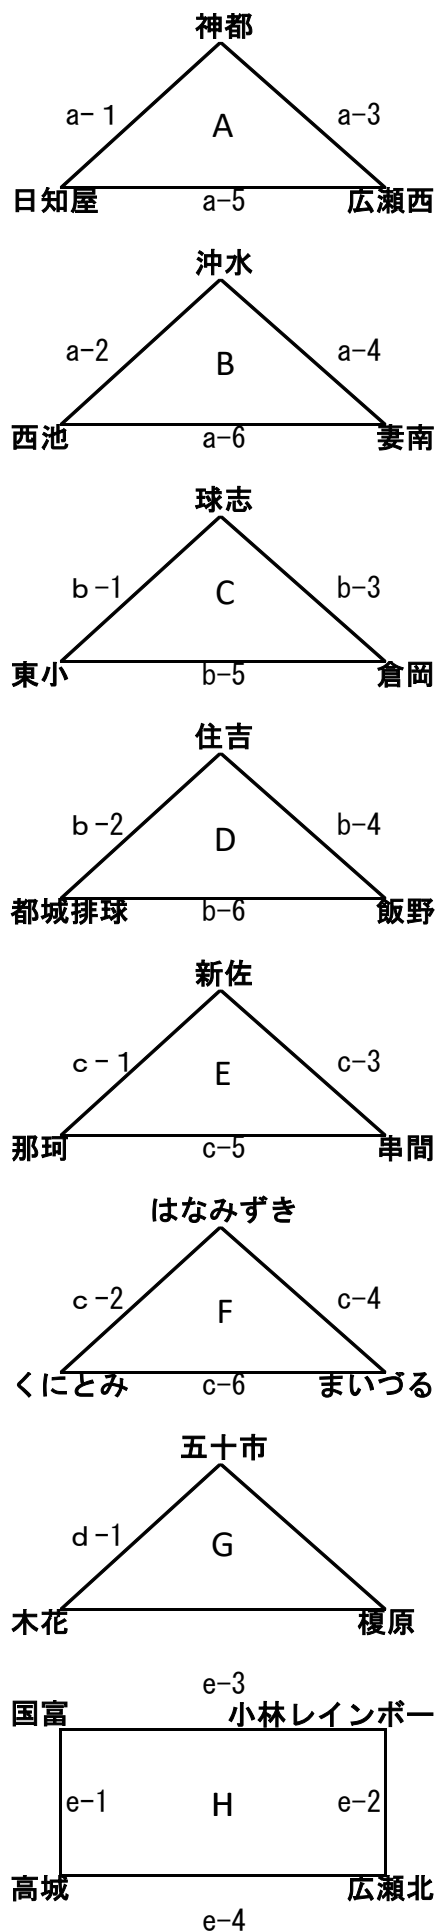 神都
a-１
A
a-3
日知屋
a-5
広瀬西
沖水
a-2
B
a-4
西池
a-6
妻南
球志
ｂ-1
C
b-3
東小
b-5
倉岡
住吉
ｂ-2
D
b-4
都城排球
b-6
飯野
新佐
ｃ-１
E
c-3
那珂
c-5
串間
はなみずき
ｃ-2
F
c-4
くにとみ
c-6
まいづる
五十市
ｄ-1
G
木花
榎原
e-3
国富
小林レインボー
e-1
H
e-2
高城
広瀬北
e-4